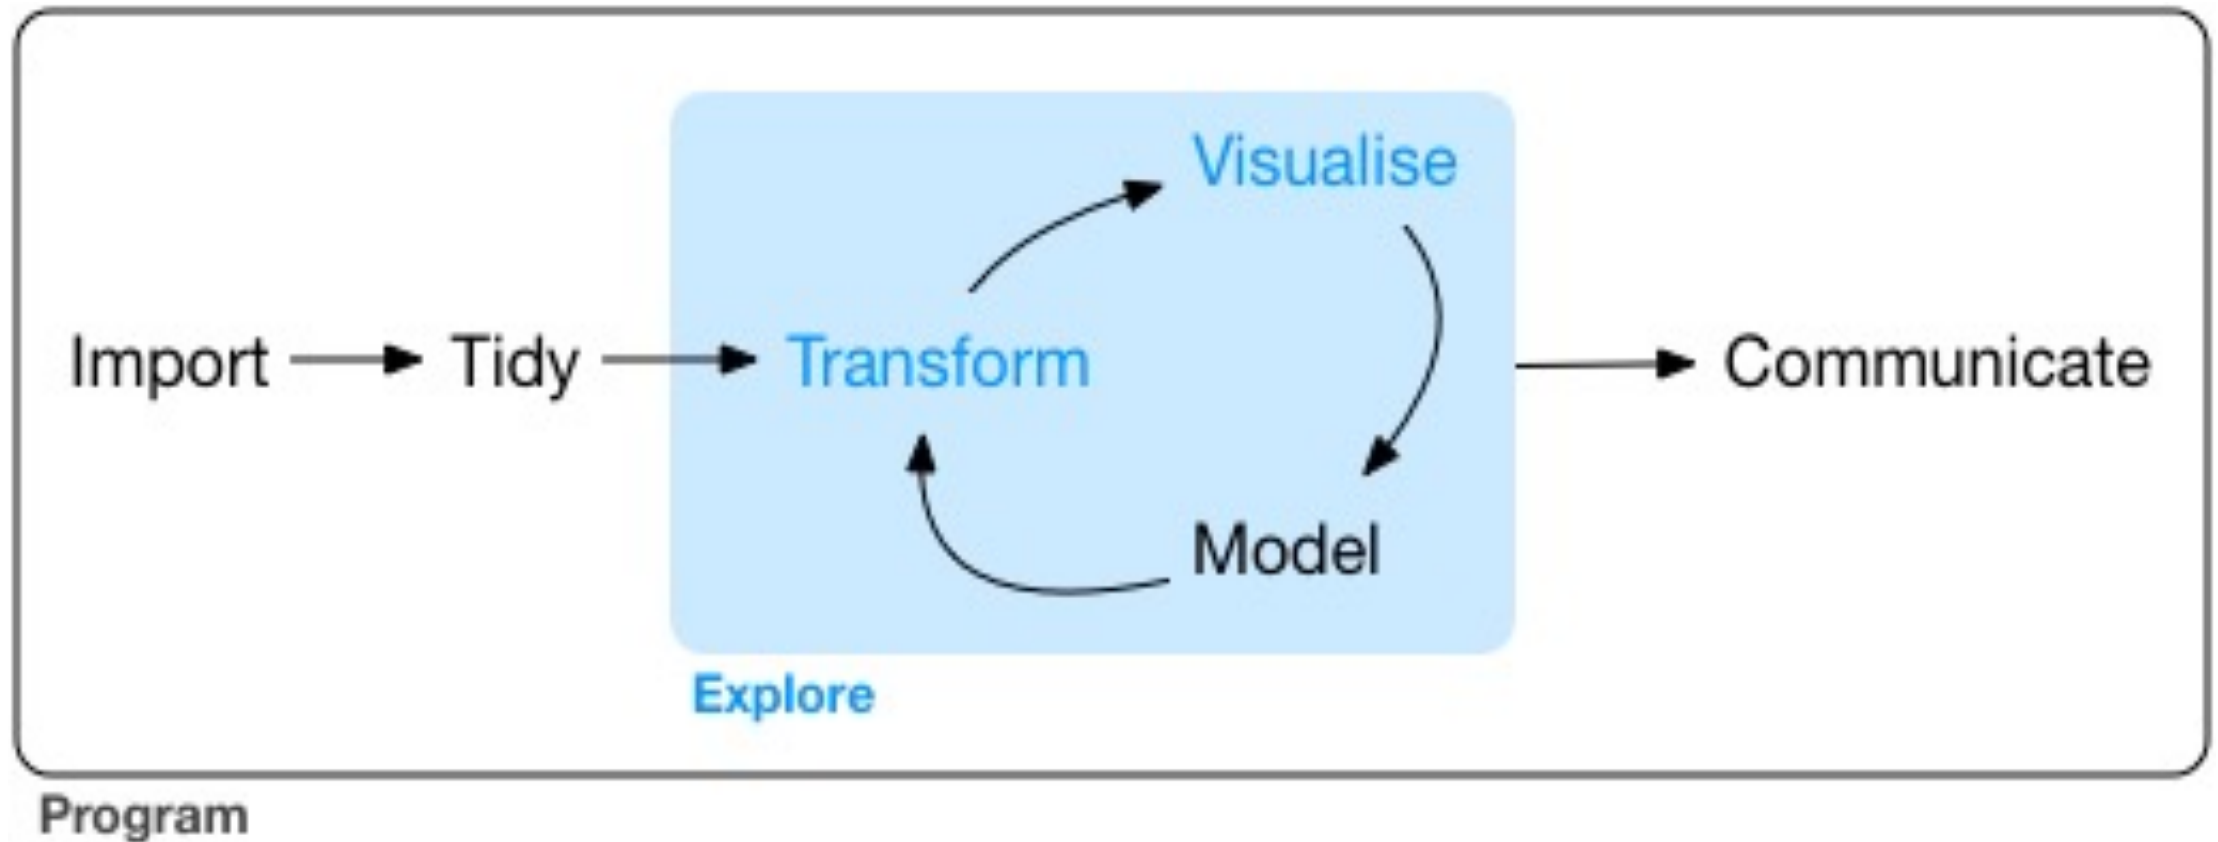 Visualise
Import Tidy Transform Communicate
Model
Explore
Program